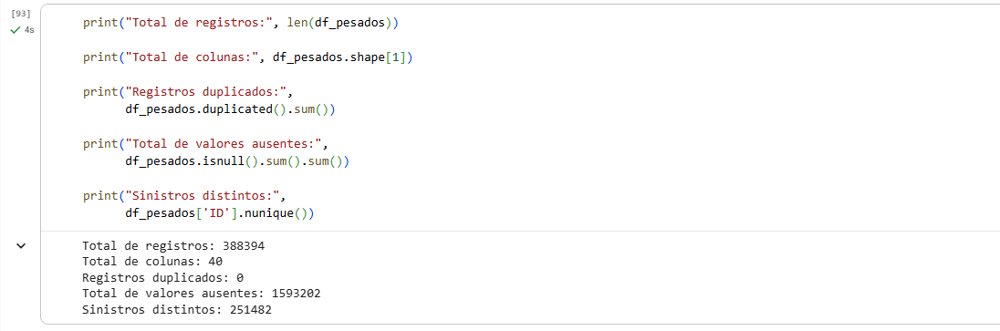 [93]
4s
print("Total de registros:", len(df_pesados))
print("Total de colunas:", df_pesados.shape[1])
print("Registros duplicados:",
      df_pesados.duplicated().sum())
print("Total de valores ausentes:",
      df_pesados.isnull().sum().sum())
print("Sinistros distintos:",
      df_pesados['ID'].nunique())
Total de registros: 388394
Total de colunas: 40
Registros duplicados: 0
Total de valores ausentes: 1593202
Sinistros distintos: 251482